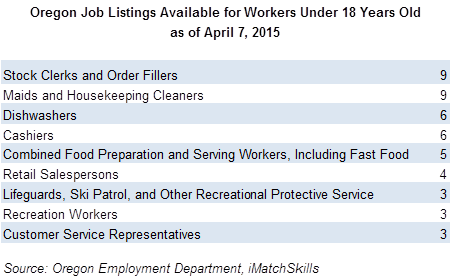 Oregon Job Listings Available for Workers Under 18 Years Old
as of April 7, 2015
Stock Clerks and Order Fillers 9
Maids and Housekeeping Cleaners 9
Dishwashers 6
Cashiers 6
Combined Food Preparation and Serving Workers, Including Fast Food 5
Retail Salespersons 4
Lifeguards, Ski Patrol, and Other Recreational Protective Service 3
Recreation Workers 3
Customer Service Representatives 3
Source: Oregon Employment Department, iMatchSkills